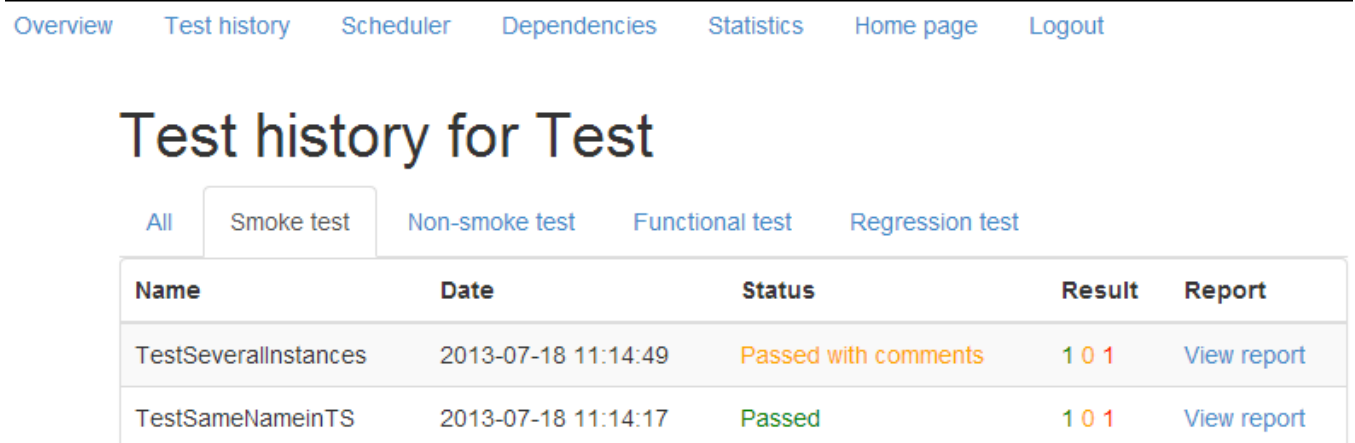 Overview Test history Scheduler Dependencies Statistics Home page Logout
Test history for Test
All Smoke test Non-smoke test Functional test Regression test
Name Date Status Result Report
TestSeveralInstances 2013-07-18 11:14:49 Passed with comments 1 0 1 View report
TestSameNameinTS 2013-07-18 11:14:17 Passed 1 0 1 View report